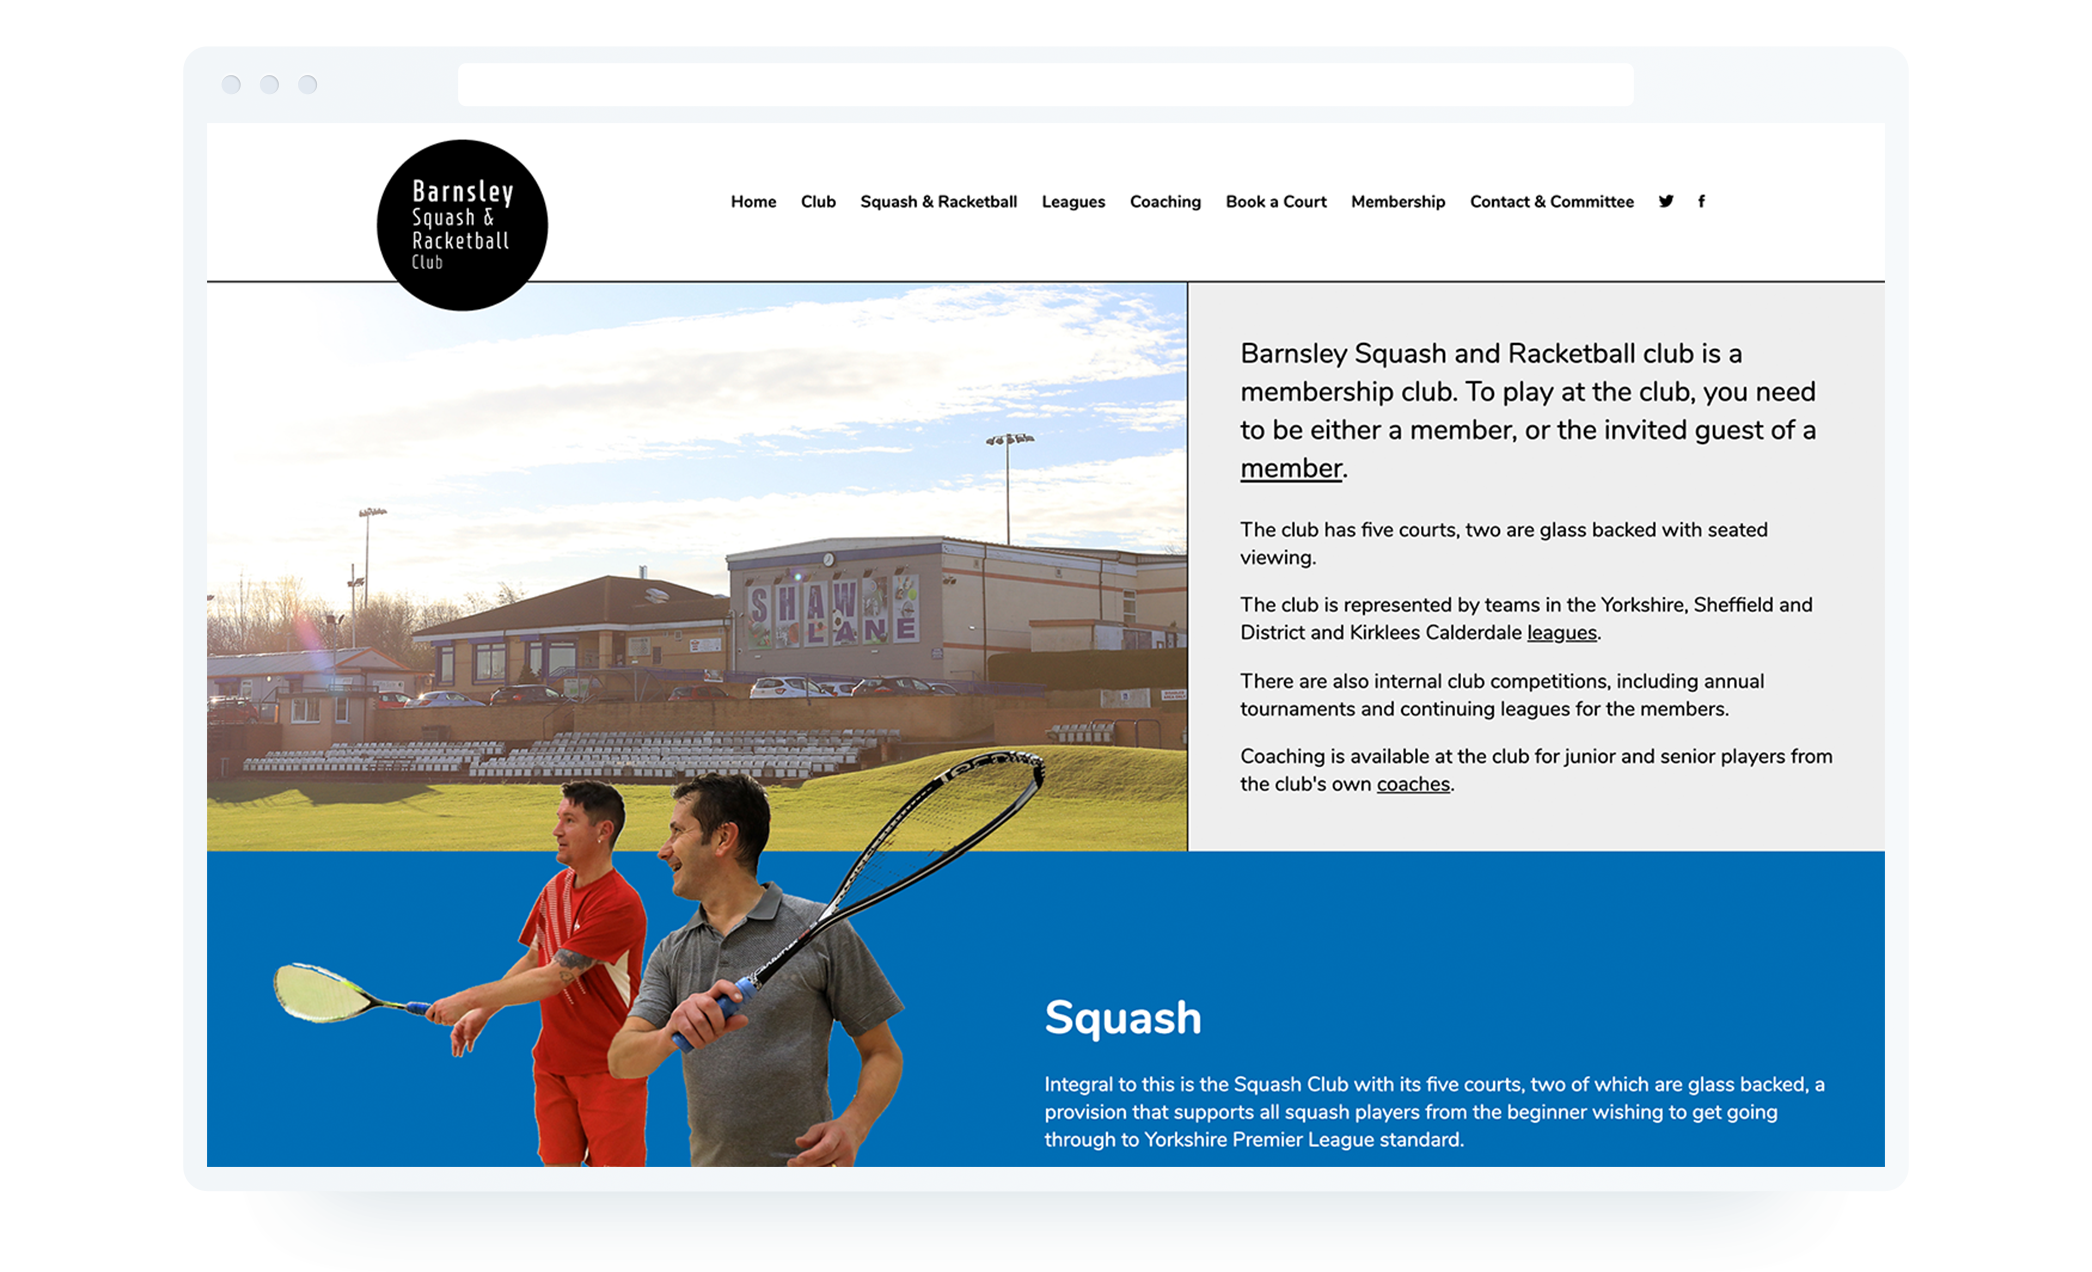 Barnsley
Squash &
Racketball
Club
Home Club Squash & Racketball Leagues Coaching Book a Court Membership Contact & Committee
Barnsley Squash and Racketball club is a
membership club. To play at the club, you need
to be either a member, or the invited guest of a
member.
The club has five courts, two are glass backed with seated
viewing.
The club is represented by teams in the Yorkshire, Sheffield and
District and Kirklees Calderdale leagues.
There are also internal club competitions, including annual
tournaments and continuing leagues for the members.
Coaching is available at the club for junior and senior players from
the club's own coaches.
SHAW
LANE
Squash
Integral to this is the Squash Club with its five courts, two of which are glass backed, a
provision that supports all squash players from the beginner wishing to get going
through to Yorkshire Premier League standard.